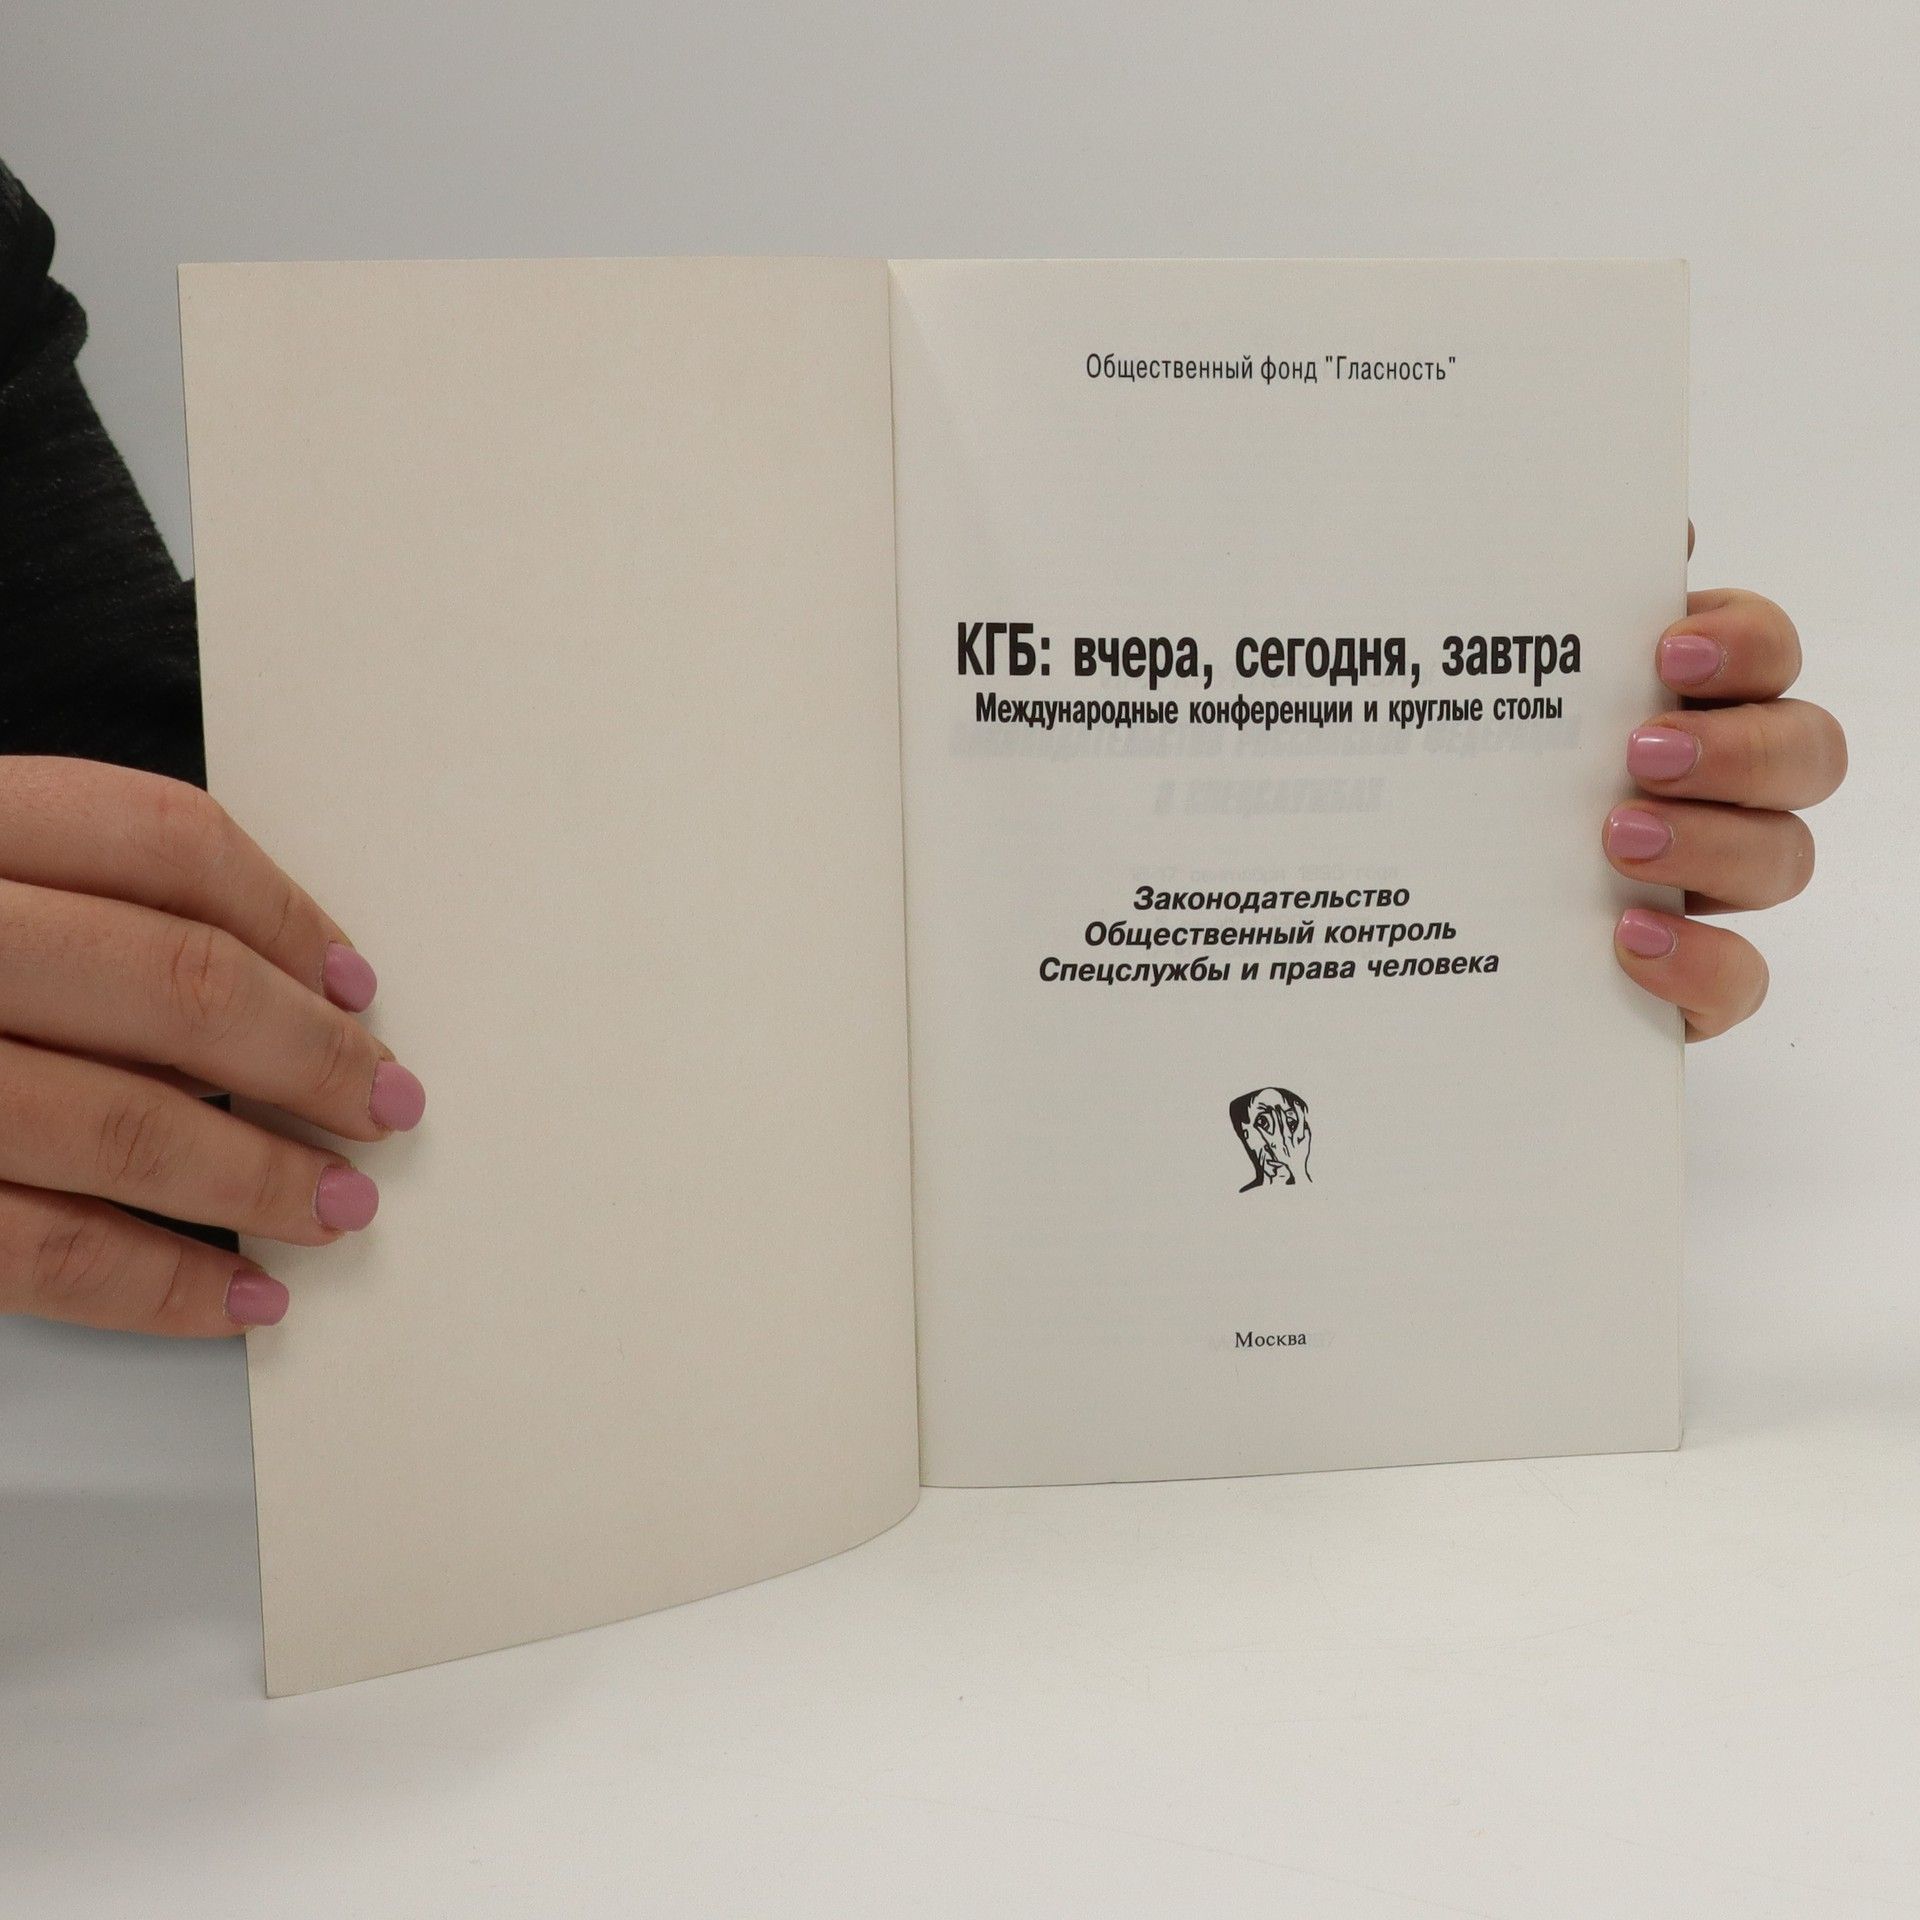 Общественный фонд "Гласность"
КГБ: вчера, сегодня, завтра
Международные конференции и круглые столы
Законодательство
Общественный контроль
Спецслужбы и права человека
Москва